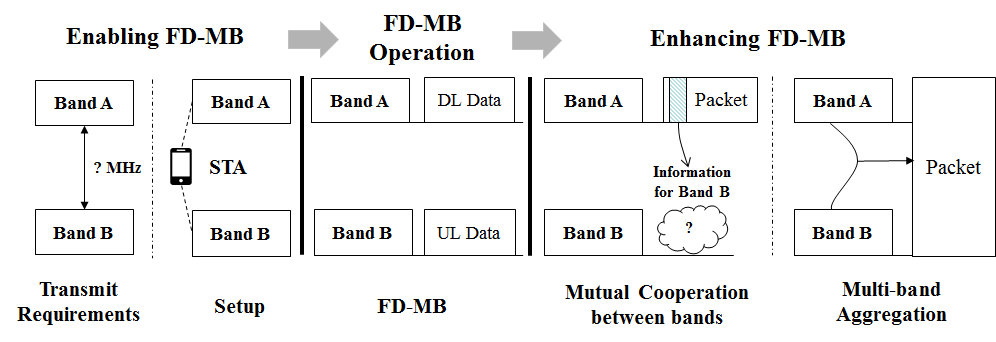 Enabling FD-MB
FD-MB
Operation
Enhancing FD-MB
Band A
? MHz
Band B
Transmit
Requirements
Band A
STA
Band B
Setup
Band A
DL Data
Band B
UL Data
FD-MB
Band A
Packet
Information
for Band B
Band B
?
Mutual Cooperation
between bands
Band A
Packet
Band B
Multi-band
Aggregation